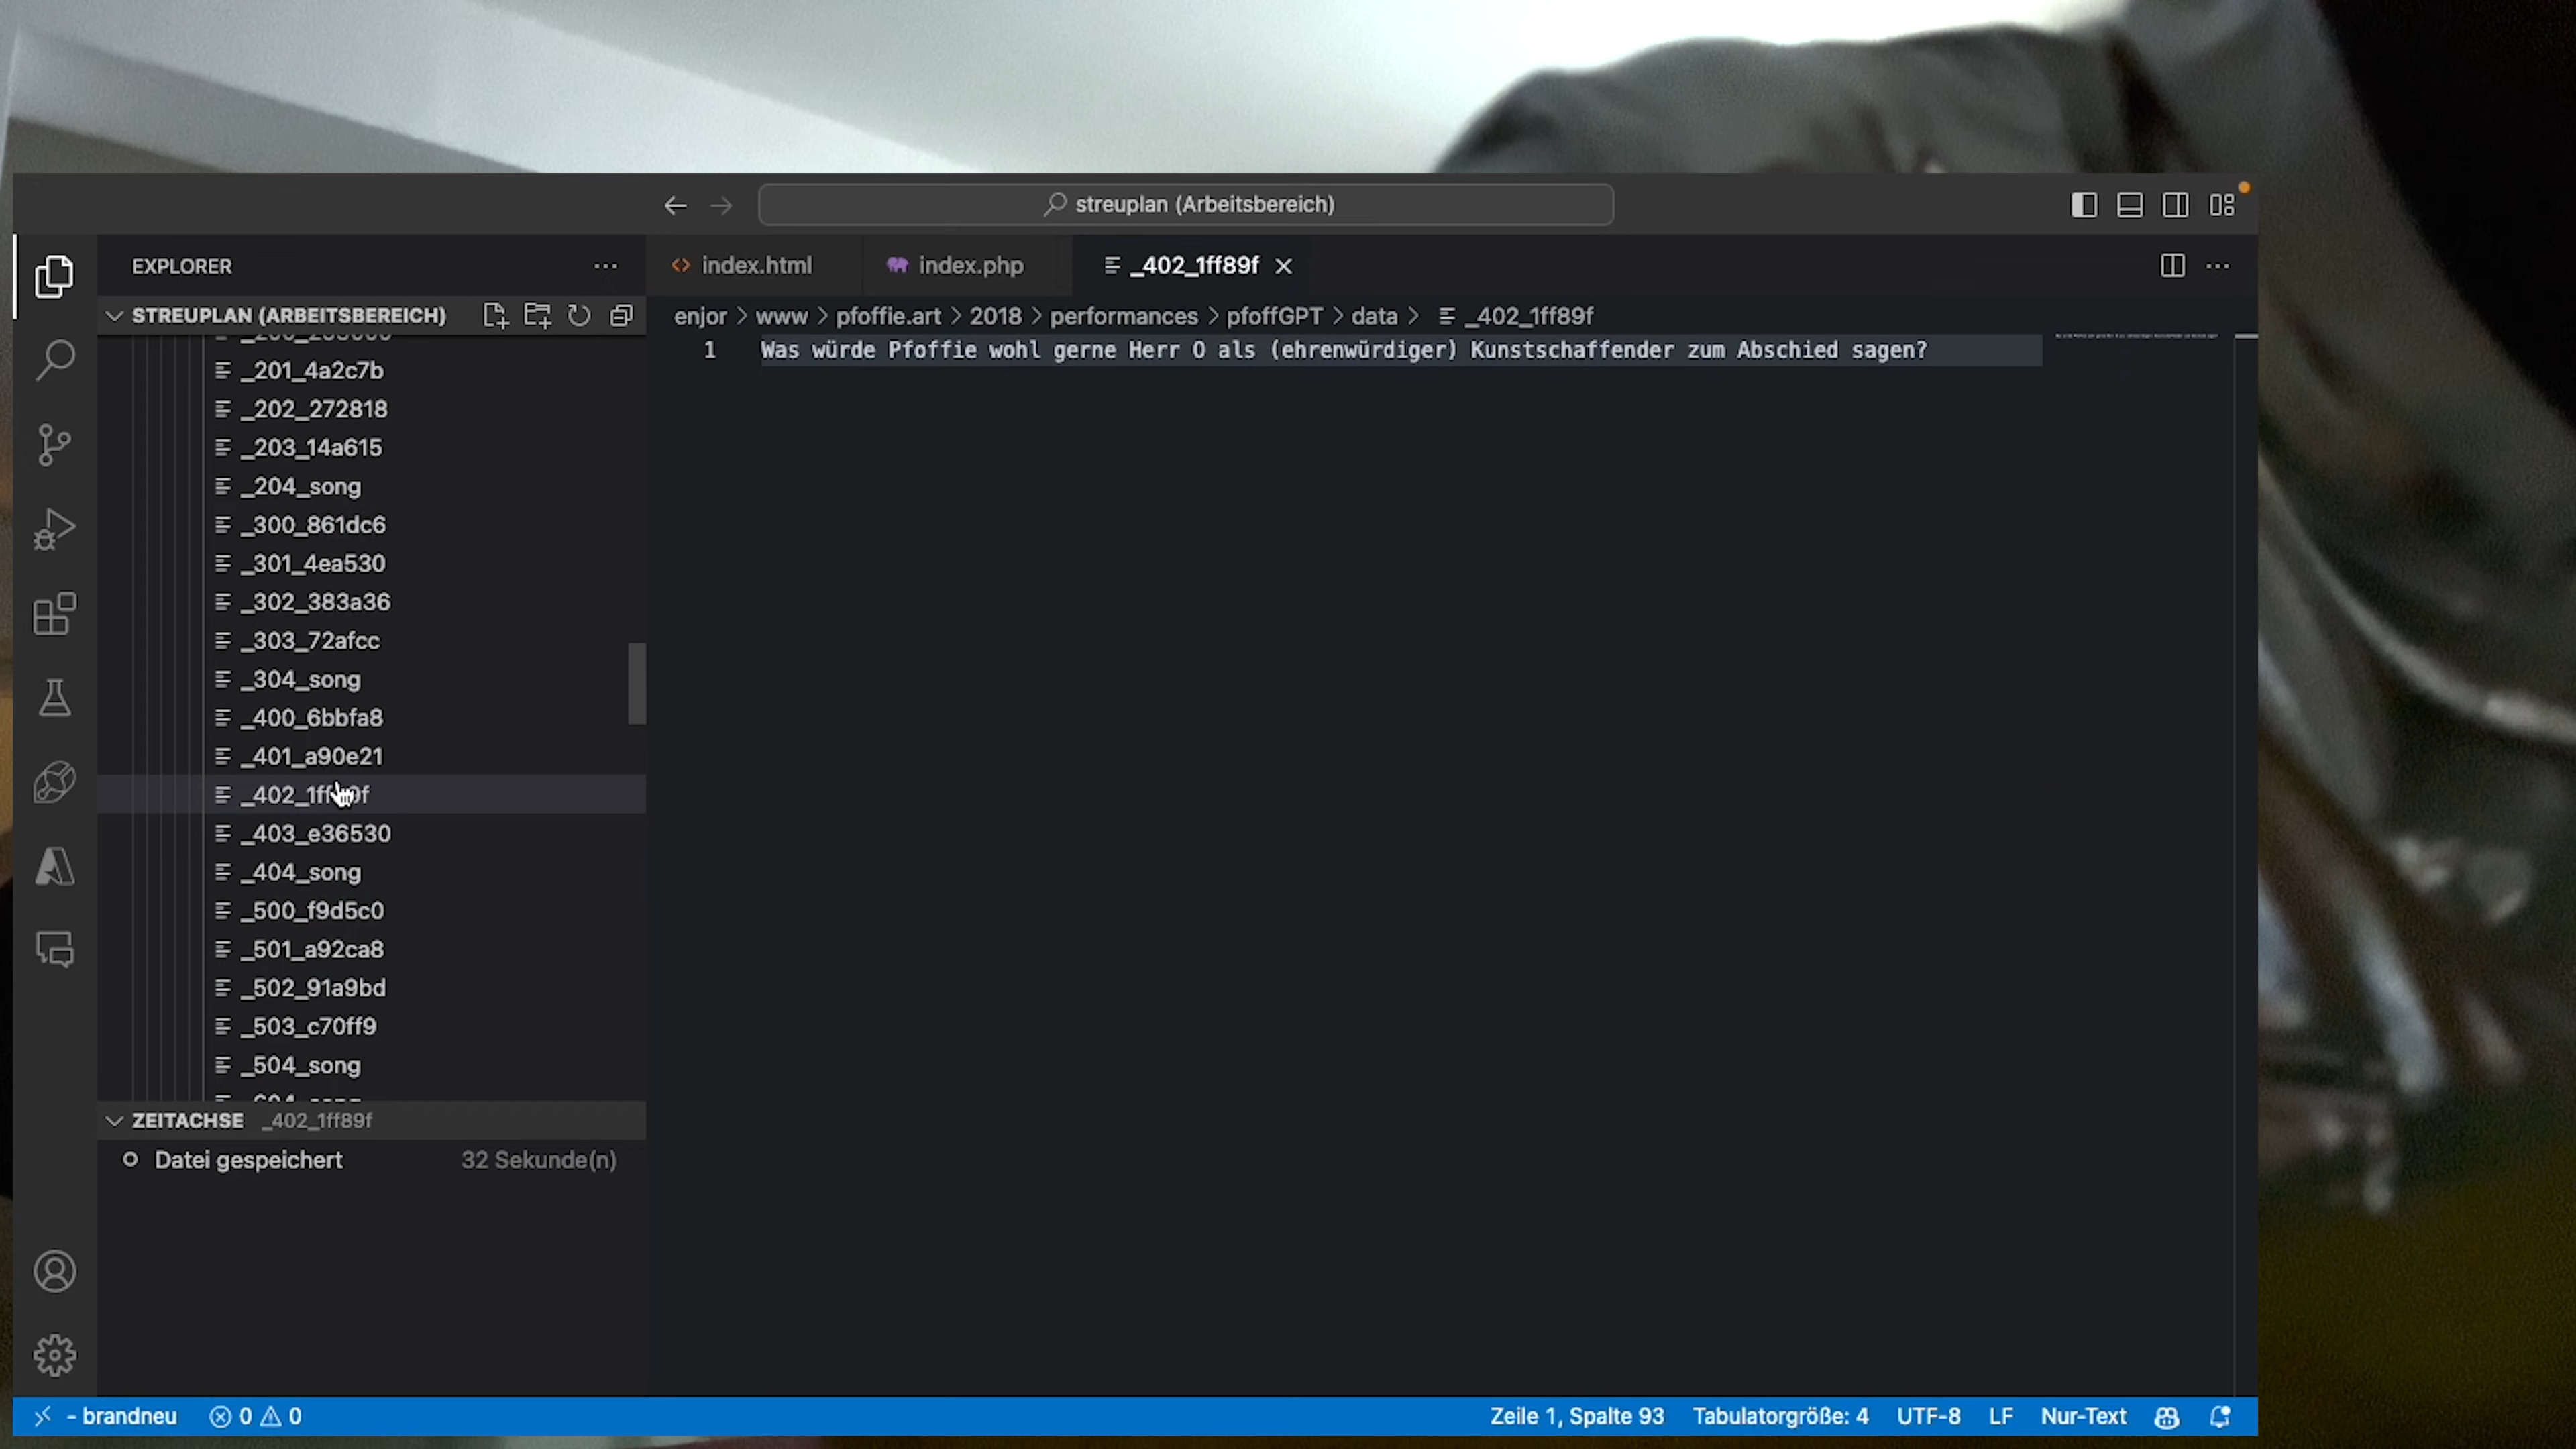 streuplan (Arbeitsbereich)
EXPLORER
index.html
index.php
_402_1ff89f
STREUPLAN (ARBEITSBEREICH)
enjor > www > pfoffie.art > 2018 > performances > pfoffGPT > data > _402_1ff89f
1 Was würde Pfoffie wohl gerne Herr O als (ehrenwürdiger) Kunstschaffender zum Abschied sagen?
_201_4a2c7b
_202_272818
_203_14a615
_204_song
_300_861dc6
_301_4ea530
_302_383a36
_303_72afcc
_304_song
_400_6bbfa8
_401_a90e21
_403_e36530
_404_song
_500_f9d5c0
_501_a92ca8
_502_91a9bd
_503_c70ff9
_504_song
ZEITACHSE _402_1ff89f
Datei gespeichert 32 Sekunde(n)
- brandneu 0 0 Zeile 1, Spalte 93 Tabulatorgröße: 4 UTF-8 LF Nur-Text